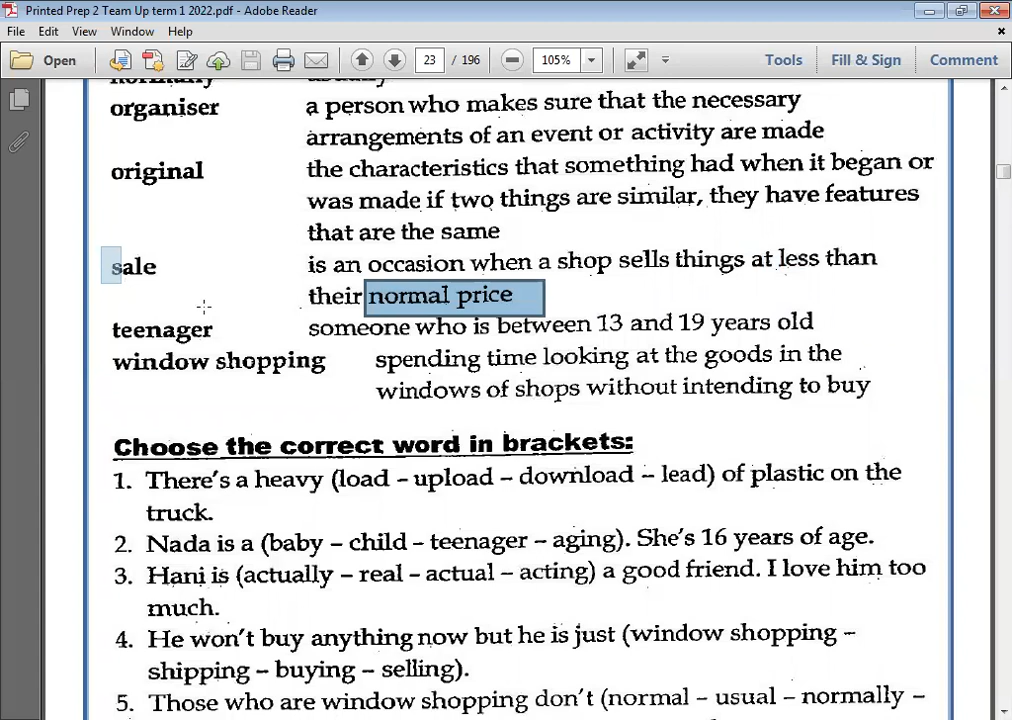 Printed Prep 2 Team Up term 1 2022.pdf - Adobe Reader
File Edit View Window Help
Open 23 / 196 105% Tools Fill & Sign Comment
normally usually
organiser a person who makes sure that the necessary
arrangements of an event or activity are made
original the characteristics that something had when it began or
was made if two things are similar, they have features
that are the same
sale is an occasion when a shop sells things at less than
their normal price
teenager someone who is between 13 and 19 years old
window shopping spending time looking at the goods in the
windows of shops without intending to buy
Choose the correct word in brackets:
1. There's a heavy (load – upload – download – lead) of plastic on the
truck.
2. Nada is a (baby – child – teenager – aging). She's 16 years of age.
3. Hani is (actually – real – actual – acting) a good friend. I love him too
much.
4. He won't buy anything now but he is just (window shopping –
shipping – buying – selling).
5. Those who are window shopping don't (normal – usual – normally –